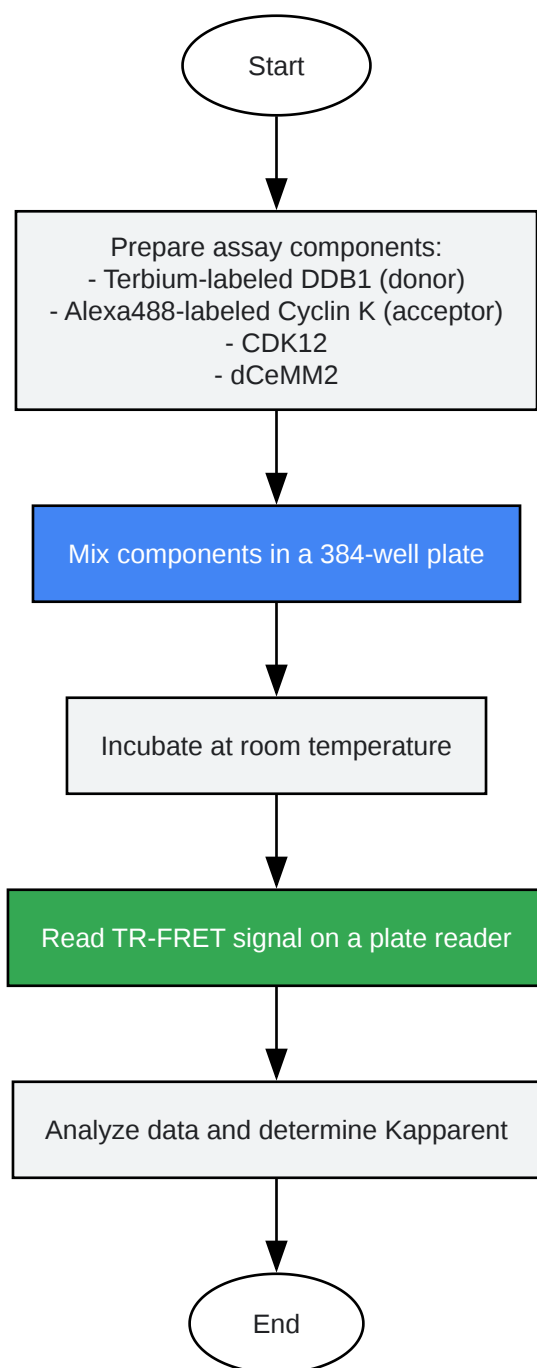 Start
Prepare assay components:
- Terbium-labeled DDB1 (donor)
- Alexa488-labeled Cyclin K (acceptor)
- CDK12
- dCeMM2
Mix components in a 384-well plate
Incubate at room temperature
Read TR-FRET signal on a plate reader
Analyze data and determine Kapparent
End